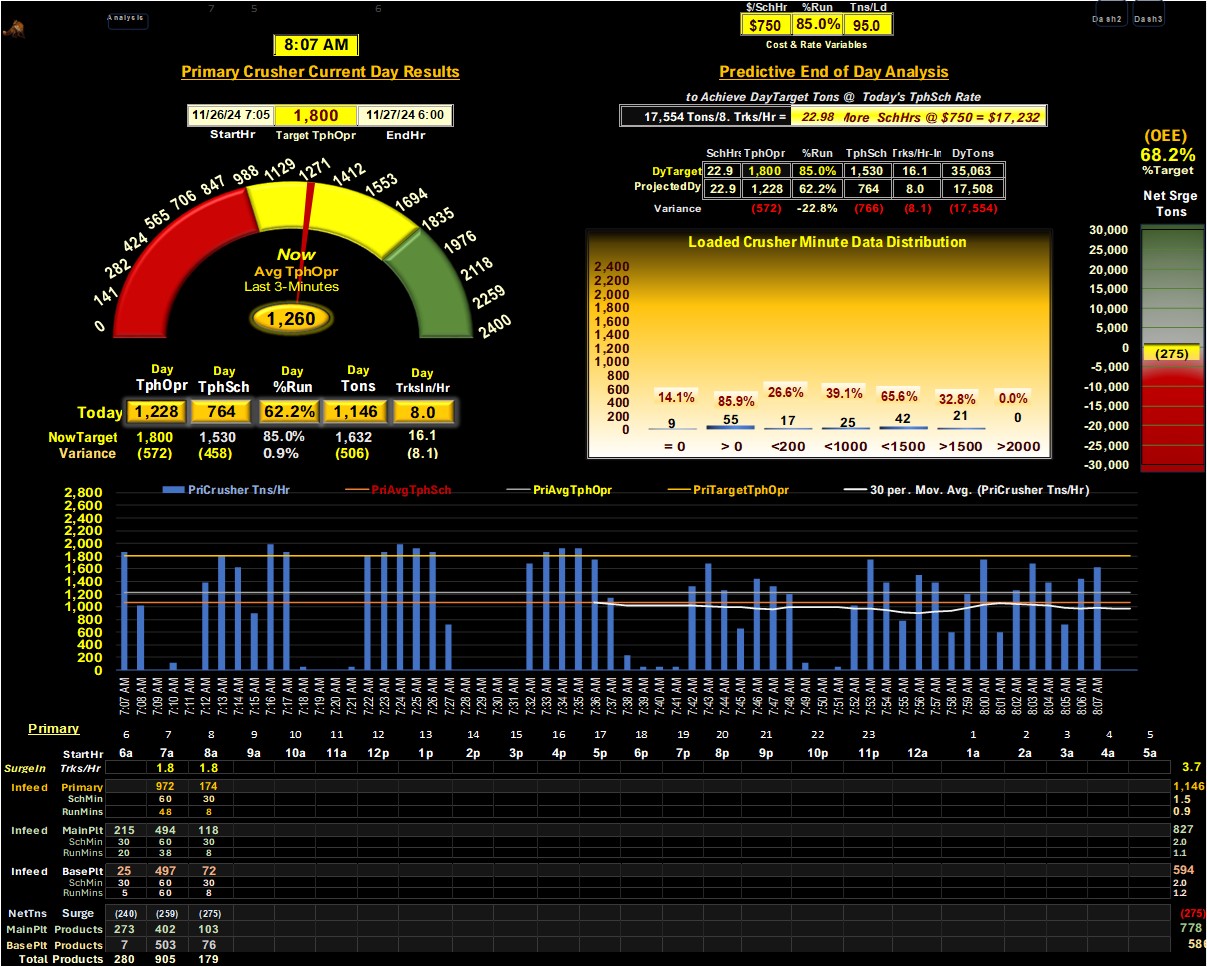 7 5 6
Analysis
$/SchHr %Run Tns/Ld
$750 85.0% 95.0
Cost & Rate Variables
Dash2 Dash3
8:07 AM
Primary Crusher Current Day Results
Predictive End of Day Analysis
to Achieve DayTarget Tons @ Today's TphSch Rate
11/26/24 7:05 1,800 11/27/24 6:00
StartHr Target TphOpr EndHr
17,554 Tons/8. Trks/Hr = 22.98 More SchHrs @ $750 = $17,232
(OEE)
68.2%
%Target
SchHrs TphOpr %Run TphSch Trks/Hr-In DyTons
DyTarget 22.9 1,800 85.0% 1,530 16.1 35,063
ProjectedDy 22.9 1,228 62.2% 764 8.0 17,508
Variance (572) -22.8% (766) (8.1) (17,554)
Net Srge
Tons
0 141 282 424 565 706 847 988 1129 1271 1412 1553 1694 1835 1976 2118 2259 2400
Now
Avg TphOpr
Last 3-Minutes
1,260
Loaded Crusher Minute Data Distribution
2,400
2,200
2,000
1,800
1,600
1,400
1,200
1,000
800
600
400
200
0
14.1% 85.9% 26.6% 39.1% 65.6% 32.8% 0.0%
9 55 17 25 42 21 0
= 0 > 0 <200 <1000 <1500 >1500 >2000
30,000
25,000
20,000
15,000
10,000
5,000
0
(275)
-5,000
-10,000
-15,000
-20,000
-25,000
-30,000
Day Day Day Day Day
TphOpr TphSch %Run Tons TrksIn/Hr
Today 1,228 764 62.2% 1,146 8.0
NowTarget 1,800 1,530 85.0% 1,632 16.1
Variance (572) (458) 0.9% (506) (8.1)
PriCrusher Tns/Hr PriAvgTphSch PriAvgTphOpr PriTargetTphOpr 30 per. Mov. Avg. (PriCrusher Tns/Hr)
2,800
2,600
2,400
2,200
2,000
1,800
1,600
1,400
1,200
1,000
800
600
400
200
0
7:07 AM 7:08 AM 7:09 AM 7:10 AM 7:11 AM 7:12 AM 7:13 AM 7:14 AM 7:15 AM 7:16 AM 7:17 AM 7:18 AM 7:19 AM 7:20 AM 7:21 AM 7:22 AM 7:23 AM 7:24 AM 7:25 AM 7:26 AM 7:27 AM 7:28 AM 7:29 AM 7:30 AM 7:31 AM 7:32 AM 7:33 AM 7:34 AM 7:35 AM 7:36 AM 7:37 AM 7:38 AM 7:39 AM 7:40 AM 7:41 AM 7:42 AM 7:43 AM 7:44 AM 7:45 AM 7:46 AM 7:47 AM 7:48 AM 7:49 AM 7:50 AM 7:51 AM 7:52 AM 7:53 AM 7:54 AM 7:55 AM 7:56 AM 7:57 AM 7:58 AM 7:59 AM 8:00 AM 8:01 AM 8:02 AM 8:03 AM 8:04 AM 8:05 AM 8:06 AM 8:07 AM
Primary
6 7 8 9 10 11 12 13 14 15 16 17 18 19 20 21 22 23 1 2 3 4 5
StartHr 6a 7a 8a 9a 10a 11a 12p 1p 2p 3p 4p 5p 6p 7p 8p 9p 10p 11p 12a 1a 2a 3a 4a 5a
SurgeIn Trks/Hr 1.8 1.8 3.7
Infeed Primary 972 174 1,146
SchMin 60 30 1.5
RunMins 48 8 0.9
Infeed MainPlt 215 494 118 827
SchMin 30 60 30 2.0
RunMins 20 38 8 1.1
Infeed BasePlt 25 497 72 594
SchMin 30 60 30 2.0
RunMins 5 60 8 1.2
NetTns Surge (240) (259) (275) (275)
MainPlt Products 273 402 103 778
BasePlt Products 7 503 76 586
Total Products 280 905 179